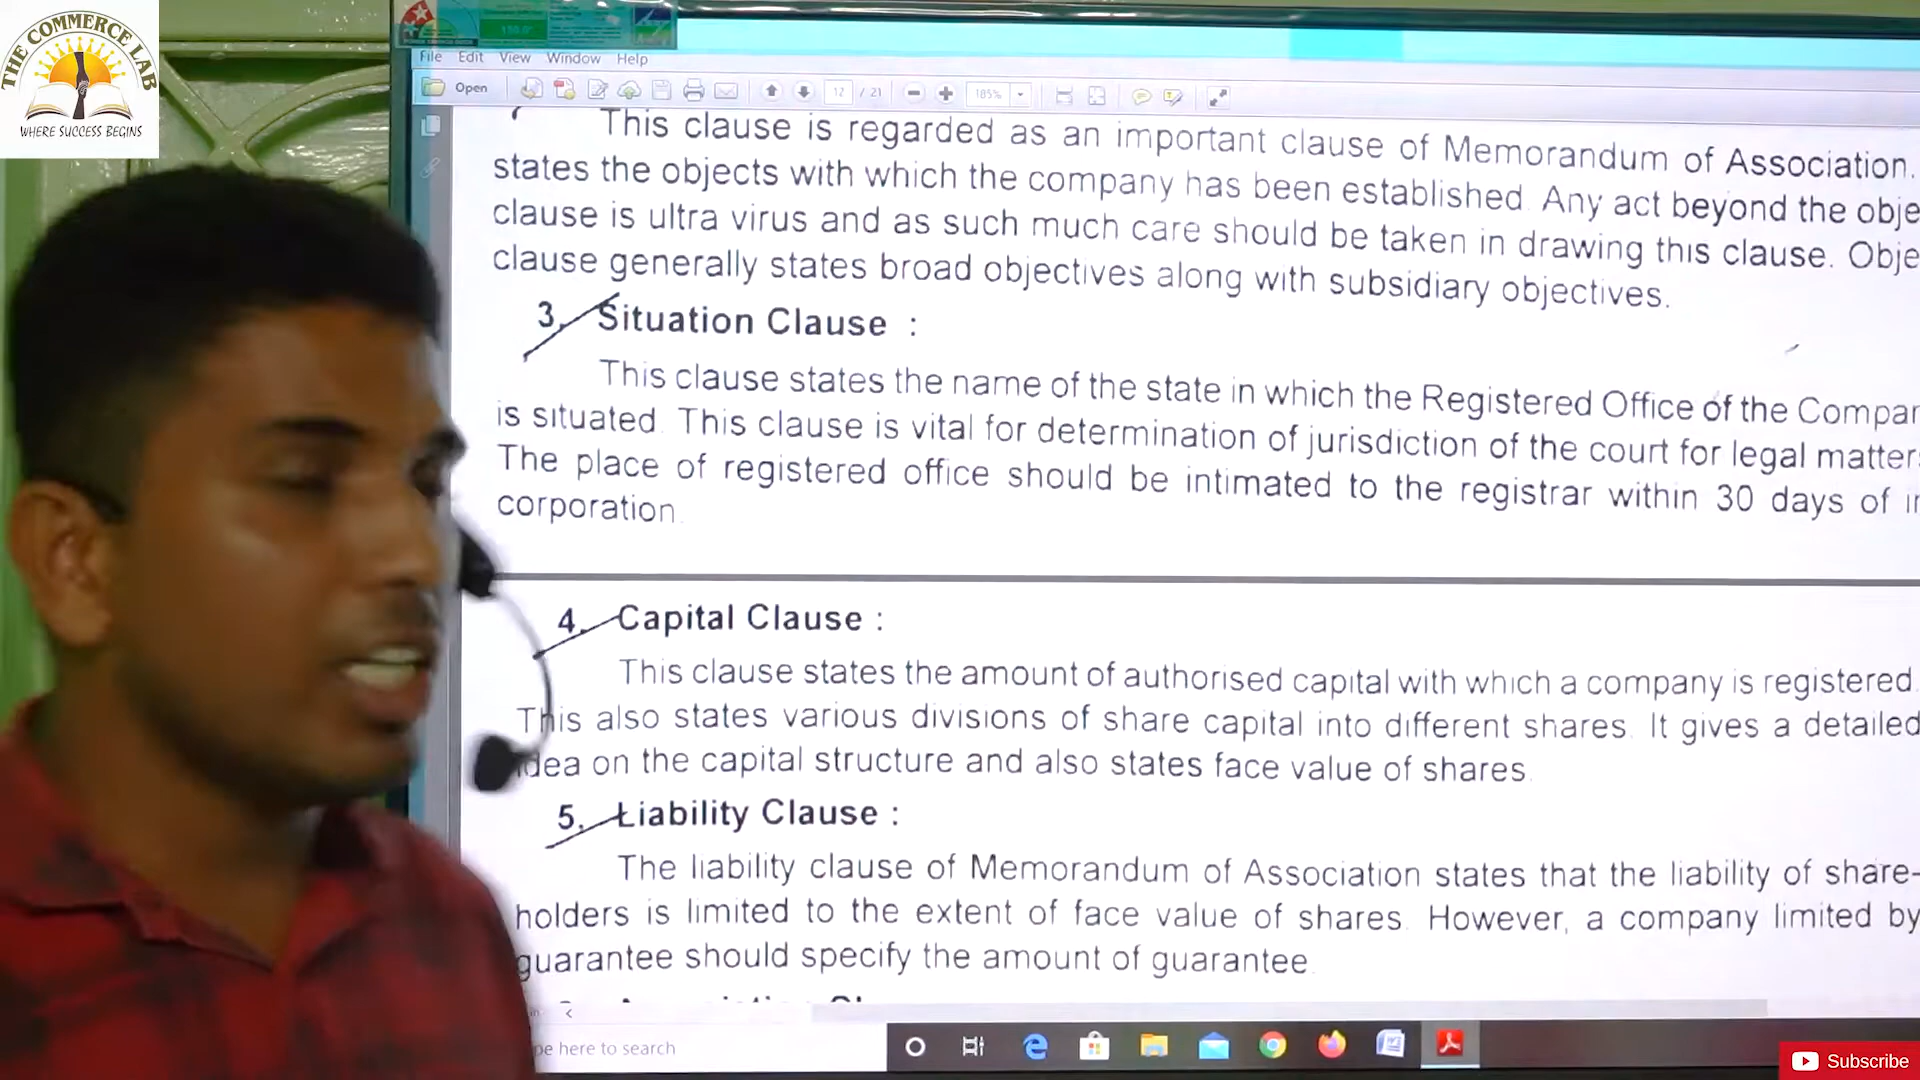 THE COMMERCE LAB
WHERE SUCCESS BEGINS
File Edit View Window Help
Open 12 / 21 185%
This clause is regarded as an important clause of Memorandum of Association.
states the objects with which the company has been established. Any act beyond the obje
clause is ultra virus and as such much care should be taken in drawing this clause. Obje
clause generally states broad objectives along with subsidiary objectives.
3. Situation Clause :
This clause states the name of the state in which the Registered Office of the Compan
is situated. This clause is vital for determination of jurisdiction of the court for legal matters
The place of registered office should be intimated to the registrar within 30 days of in
corporation.
4. Capital Clause :
This clause states the amount of authorised capital with which a company is registered.
This also states various divisions of share capital into different shares. It gives a detailed
idea on the capital structure and also states face value of shares.
5. Liability Clause :
The liability clause of Memorandum of Association states that the liability of share-
holders is limited to the extent of face value of shares. However, a company limited by
guarantee should specify the amount of guarantee.
pe here to search
Subscribe